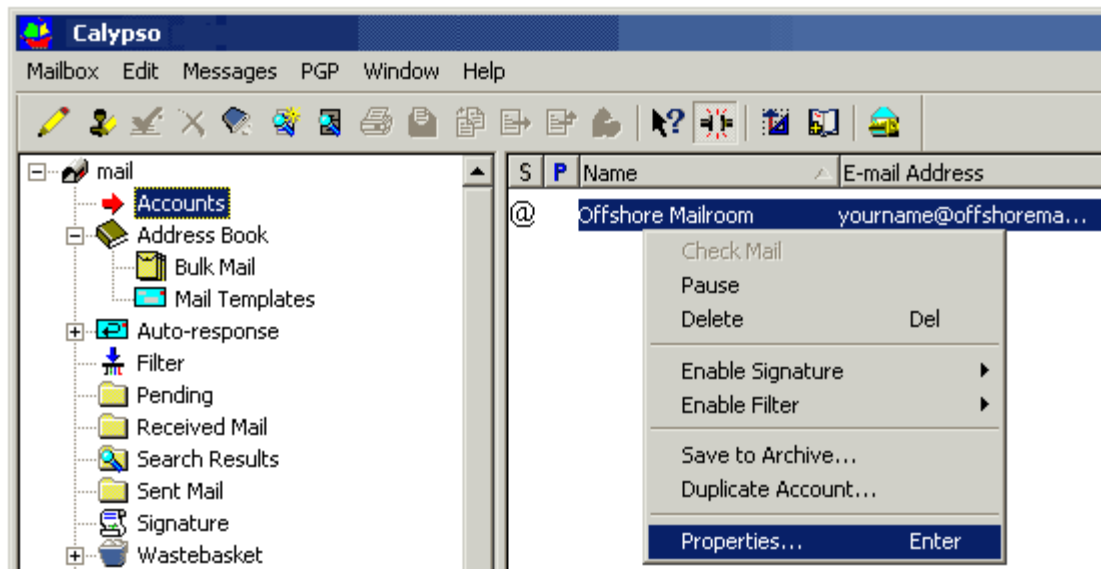 Calypso
Mailbox Edit Messages PGP Window Help
mail
Accounts
Address Book
Bulk Mail
Mail Templates
Auto-response
Filter
Pending
Received Mail
Search Results
Sent Mail
Signature
Wastebasket
S P Name E-mail Address
@ Offshore Mailroom yourname@offshorema...
Check Mail
Pause
Delete Del
Enable Signature
Enable Filter
Save to Archive...
Duplicate Account...
Properties... Enter